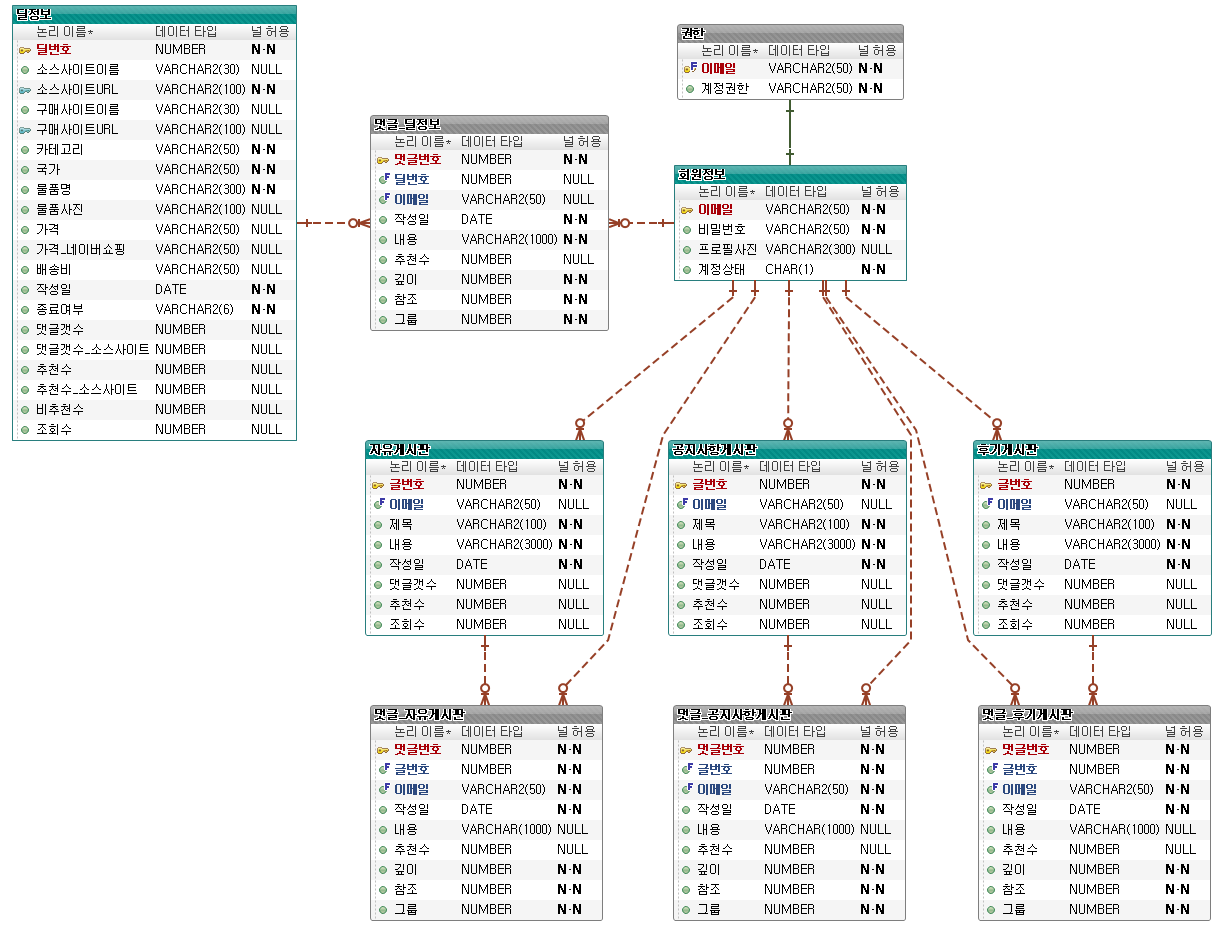 딜정보
논리 이름* 데이터 타입 널 허용
딜번호 NUMBER N-N
소스사이트이름 VARCHAR2(30) NULL
소스사이트URL VARCHAR2(100) N-N
구매사이트이름 VARCHAR2(30) NULL
구매사이트URL VARCHAR2(100) NULL
카테고리 VARCHAR2(50) N-N
국가 VARCHAR2(50) N-N
물품명 VARCHAR2(300) N-N
물품사진 VARCHAR2(100) NULL
가격 VARCHAR2(50) NULL
가격_네이버쇼핑 VARCHAR2(50) NULL
배송비 VARCHAR2(50) NULL
작성일 DATE N-N
종료여부 VARCHAR2(6) N-N
댓글갯수 NUMBER NULL
댓글갯수_소스사이트 NUMBER NULL
추천수 NUMBER NULL
추천수_소스사이트 NUMBER NULL
비추천수 NUMBER NULL
조회수 NUMBER NULL
댓글_딜정보
논리 이름* 데이터 타입 널 허용
댓글번호 NUMBER N-N
딜번호 NUMBER NULL
이메일 VARCHAR2(50) NULL
작성일 DATE N-N
내용 VARCHAR2(1000) N-N
추천수 NUMBER NULL
깊이 NUMBER N-N
참조 NUMBER N-N
그룹 NUMBER N-N
권한
논리 이름* 데이터 타입 널 허용
이메일 VARCHAR2(50) N-N
계정권한 VARCHAR2(50) N-N
회원정보
논리 이름* 데이터 타입 널 허용
이메일 VARCHAR2(50) N-N
비밀번호 VARCHAR2(50) N-N
프로필사진 VARCHAR2(300) NULL
계정상태 CHAR(1) N-N
자유게시판
논리 이름* 데이터 타입 널 허용
글번호 NUMBER N-N
이메일 VARCHAR2(50) NULL
제목 VARCHAR2(100) N-N
내용 VARCHAR2(3000) N-N
작성일 DATE N-N
댓글갯수 NUMBER NULL
추천수 NUMBER NULL
조회수 NUMBER NULL
공지사항게시판
논리 이름* 데이터 타입 널 허용
글번호 NUMBER N-N
이메일 VARCHAR2(50) NULL
제목 VARCHAR2(100) N-N
내용 VARCHAR2(3000) N-N
작성일 DATE N-N
댓글갯수 NUMBER NULL
추천수 NUMBER NULL
조회수 NUMBER NULL
후기게시판
논리 이름* 데이터 타입 널 허용
글번호 NUMBER N-N
이메일 VARCHAR2(50) NULL
제목 VARCHAR2(100) N-N
내용 VARCHAR2(3000) N-N
작성일 DATE N-N
댓글갯수 NUMBER NULL
추천수 NUMBER NULL
조회수 NUMBER NULL
댓글_자유게시판
논리 이름* 데이터 타입 널 허용
댓글번호 NUMBER N-N
글번호 NUMBER N-N
이메일 VARCHAR2(50) N-N
작성일 DATE N-N
내용 VARCHAR(1000) NULL
추천수 NUMBER NULL
깊이 NUMBER N-N
참조 NUMBER N-N
그룹 NUMBER N-N
댓글_공지사항게시판
논리 이름* 데이터 타입 널 허용
댓글번호 NUMBER N-N
글번호 NUMBER N-N
이메일 VARCHAR2(50) N-N
작성일 DATE N-N
내용 VARCHAR(1000) NULL
추천수 NUMBER NULL
깊이 NUMBER N-N
참조 NUMBER N-N
그룹 NUMBER N-N
댓글_후기게시판
논리 이름* 데이터 타입 널 허용
댓글번호 NUMBER N-N
글번호 NUMBER N-N
이메일 VARCHAR2(50) N-N
작성일 DATE N-N
내용 VARCHAR(1000) NULL
추천수 NUMBER NULL
깊이 NUMBER N-N
참조 NUMBER N-N
그룹 NUMBER N-N